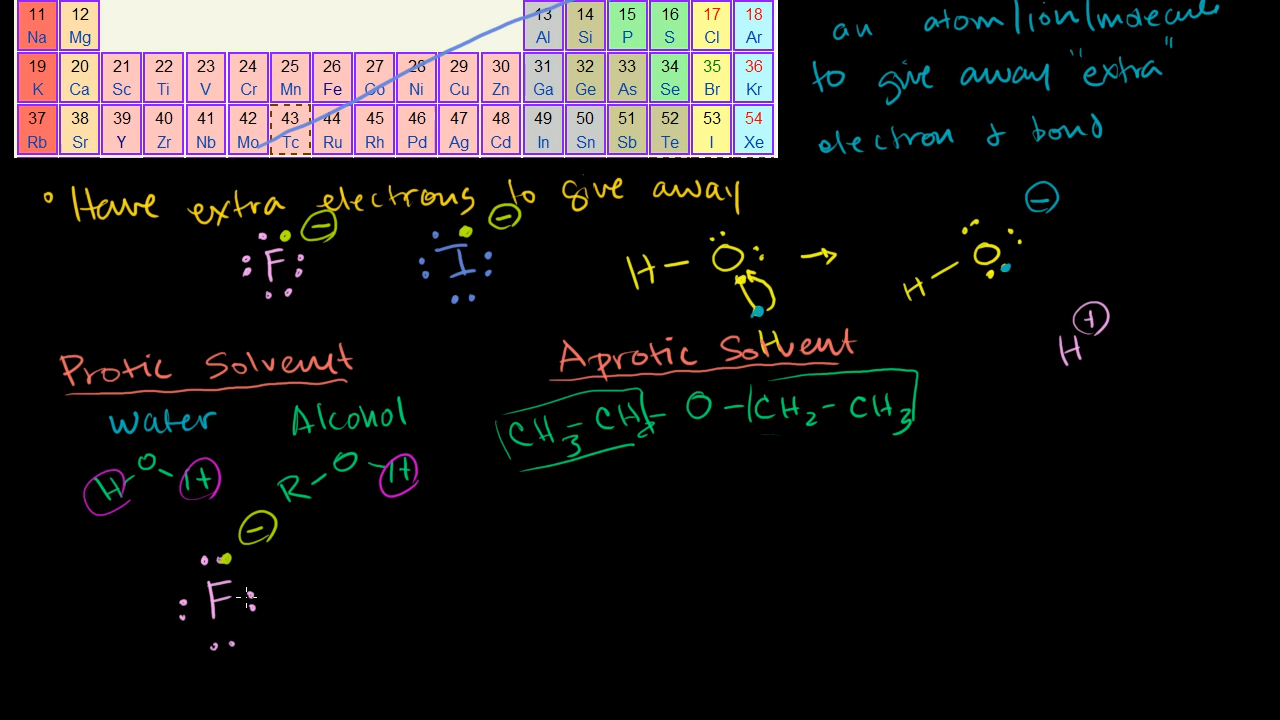 11 12 13 14 15 16 17 18
Na Mg Al Si P S Cl Ar
19 20 21 22 23 24 25 26 27 28 29 30 31 32 33 34 35 36
K Ca Sc Ti V Cr Mn Fe Co Ni Cu Zn Ga Ge As Se Br Kr
37 38 39 40 41 42 43 44 45 46 47 48 49 50 51 52 53 54
Rb Sr Y Zr Nb Mo Tc Ru Rh Pd Ag Cd In Sn Sb Te I Xe
an atom/ion/molecule
to give away "extra"
electron & bond
• Have extra electrons to give away
:F: − :I: − H – O: → H – O: −
H H +
Protic Solvent Aprotic Solvent
Water Alcohol CH3 – CH2 – O – CH2 – CH3
H – O – H R – O – H
−
:F: